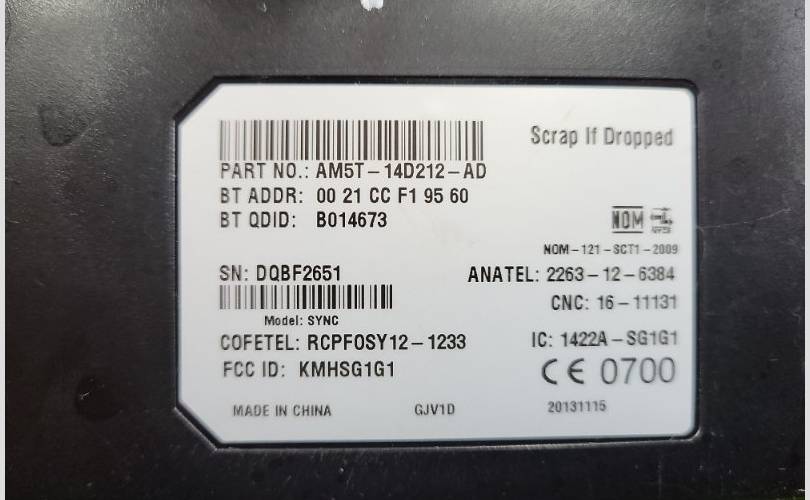 Scrap If Dropped
PART NO.: AM5T-14D212-AD
BT ADDR: 00 21 CC F1 95 60
BT QDID: B014673
NOM
NOM-121-SCT1-2009
SN: DQBF2651
ANATEL: 2263-12-6384
CNC: 16-11131
Model: SYNC
COFETEL: RCPFOSY12-1233
IC: 1422A-SG1G1
FCC ID: KMHSG1G1
CE 0700
MADE IN CHINA
GJV1D
20131115